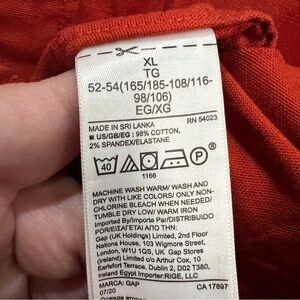 XL
TG
52-54(165/185-108/116-
98/106)
EG/XG
MADE IN SRI LANKA RN 54023
■ US/GB/EG : 98% COTTON,
2% SPANDEX/ELASTANE
40 P
1166
MACHINE WASH WARM/ WASH AND
DRY WITH LIKE COLORS/ ONLY NON-
CHLORINE BLEACH WHEN NEEDED/
TUMBLE DRY LOW/ WARM IRON
Imported By/Importe Par/DISTRIBUIDO
POR/ΕΙΣΑΓΕΤΑΙ ΑΠΟ ΤΗΝ:
Gap (UK Holdings) Limited, 2nd Floor
Nations House, 103 Wigmore Street,
London, W1U 1QS, UK Gap Stores
(Ireland) Limited c/o Arthur Cox, 10
Earlsfort Terrace, Dublin 2, D02 T380,
Ireland Egypt Importer:RIGE, LLC
MARCA: GAP CA 17897
07/20